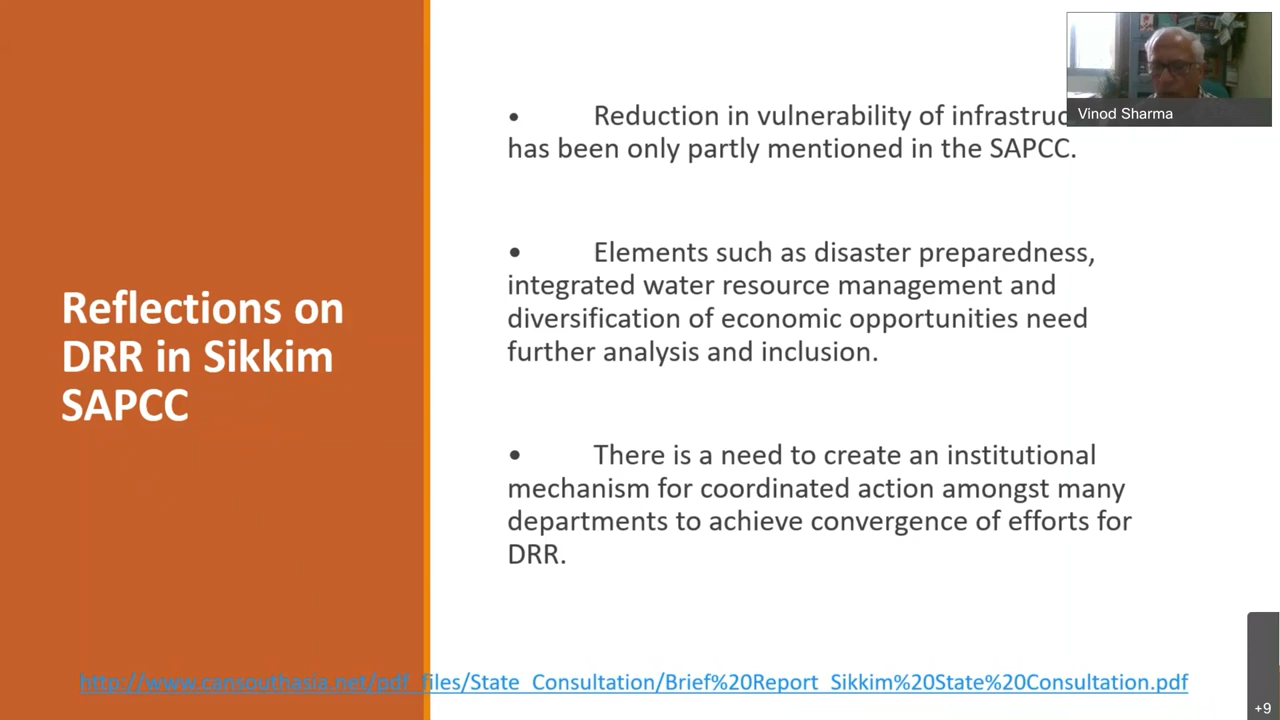 Reflections on
DRR in Sikkim
SAPCC
• Reduction in vulnerability of
has been only partly mentioned in the SAPCC.
• Elements such as disaster preparedness,
integrated water resource management and
diversification of economic opportunities need
further analysis and inclusion.
• There is a need to create an institutional
mechanism for coordinated action amongst many
departments to achieve convergence of efforts for
DRR.
http://www.cansouthasia.net/pdf_files/State_Consultation/Brief%20Report_Sikkim%20State%20Consultation.pdf
Vinod Sharma
+9